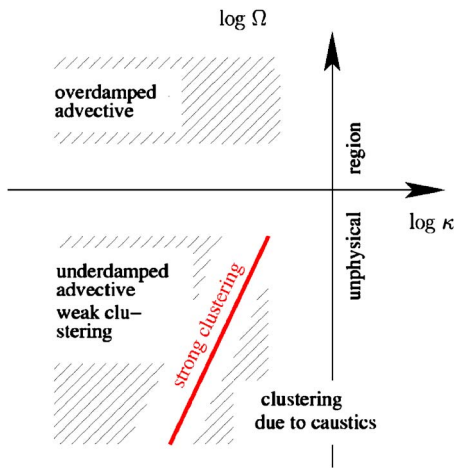 log Ω
overdamped
advective
region
log κ
unphysical
underdamped
advective
weak clu-
stering
strong clustering
clustering
due to caustics